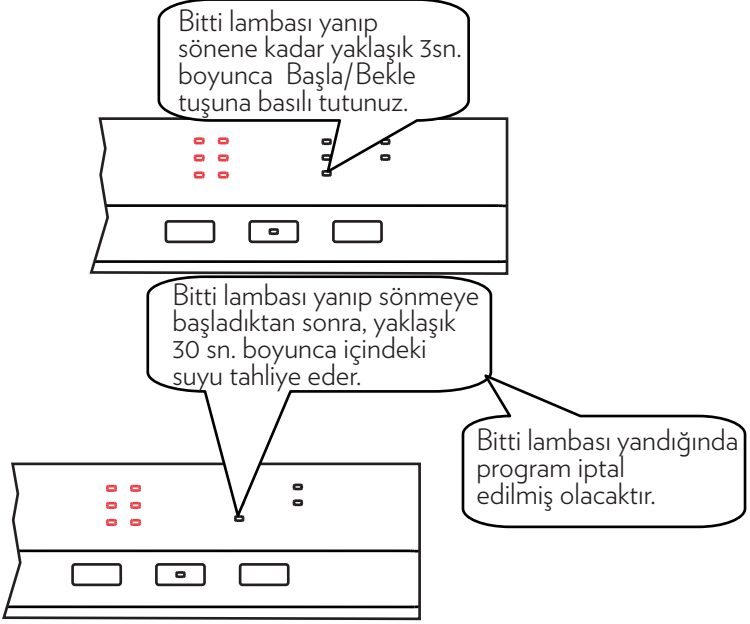 Bitti lambası yanıp
sönene kadar yaklaşık 3sn.
boyunca  Başla/Bekle
tuşuna basılı tutunuz.
Bitti lambası yanıp sönmeye
başladıktan sonra, yaklaşık
30 sn. boyunca içindeki
suyu tahliye eder.
Bitti lambası yandığında
program iptal
edilmiş olacaktır.